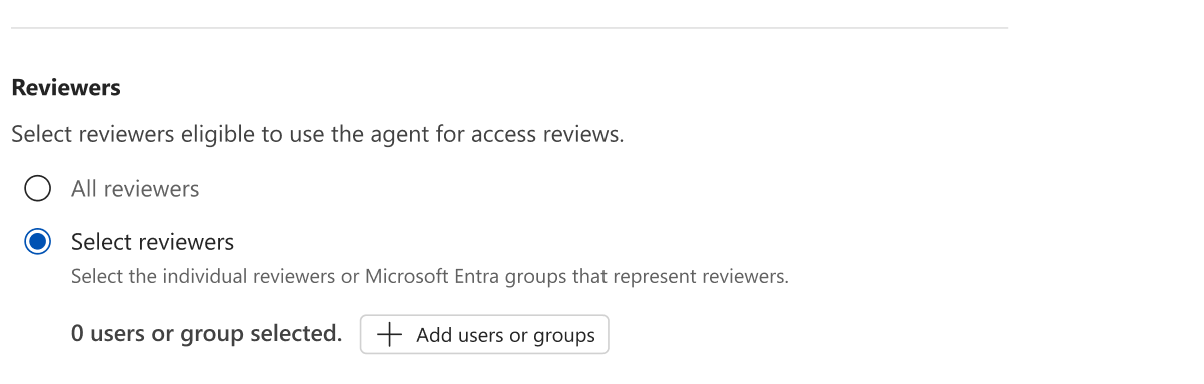 Reviewers
Select reviewers eligible to use the agent for access reviews.
All reviewers
Select reviewers
Select the individual reviewers or Microsoft Entra groups that represent reviewers.
0 users or group selected. Add users or groups